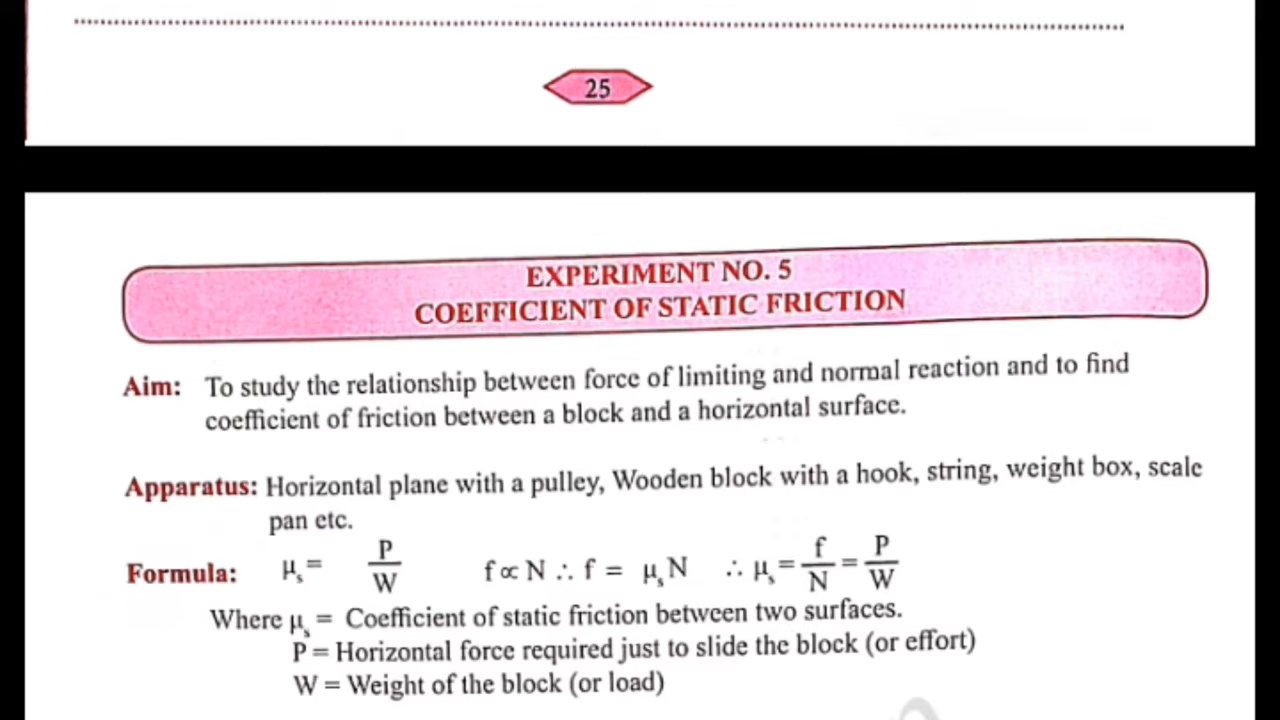 25
EXPERIMENT NO. 5
COEFFICIENT OF STATIC FRICTION
Aim: To study the relationship between force of limiting and normal reaction and to find
coefficient of friction between a block and a horizontal surface.
Apparatus: Horizontal plane with a pulley, Wooden block with a hook, string, weight box, scale
pan etc.
Formula: μₛ = P/W f ∝ N ∴ f = μₛN ∴ μₛ = f/N = P/W
Where μₛ = Coefficient of static friction between two surfaces.
P = Horizontal force required just to slide the block (or effort)
W = Weight of the block (or load)